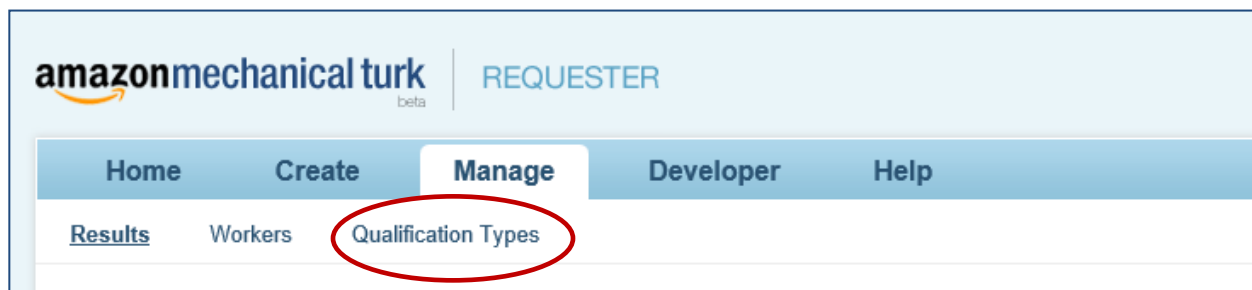 amazonmechanical turk
beta
REQUESTER
Home Create Manage Developer Help
Results Workers Qualification Types